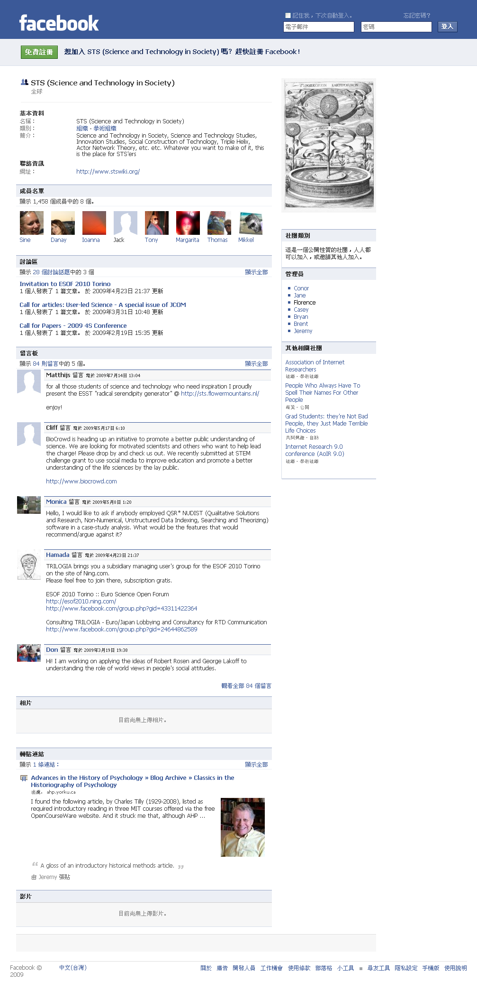 facebook
記住我，下次自動登入。
忘記密碼？
電子郵件
密碼
登入
免費註冊
想加入 STS (Science and Technology in Society) 嗎？ 趕快註冊 Facebook！
STS (Science and Technology in Society)
全球
基本資料
名稱：
STS (Science and Technology in Society)
類別：
組織 - 學術組織
簡介：
Science and Technology in Society, Science and Technology Studies,
Innovation Studies, Social Construction of Technology, Triple Helix,
Actor Network Theory, etc. etc. Whatever you want to make of it, this
is the place for STS'ers
聯絡資訊
網址：
http://www.stswiki.org/
成員名單
顯示 1,458 個成員中的 8 個。
Sine
Danay
Ioanna
Jack
Tony
Margarita
Thomas
Mikkel
討論區
顯示 28 個討論話題中的 3 個
顯示全部
Invitation to ESOF 2010 Torino
1 個人發表了 1 篇文章。 於 2009年4月23日 21:37 更新
Call for articles: User-led Science - A special issue of JCOM
1 個人發表了 1 篇文章。 於 2009年3月31日 10:48 更新
Call for Papers - 2009 4S Conference
1 個人發表了 1 篇文章。 於 2009年2月19日 15:35 更新
留言板
顯示 84 則留言中的 5 個。
顯示全部
Matthijs 留言 寫於 2009年7月14日 13:04
for all those students of science and technology who need inspiration I proudly
present the ESST "radical serendipity generator" @ http://sts.flowermountains.nl/
enjoy!
Cliff 留言 寫於 2009年5月17日 6:10
BioCrowd is heading up an initiative to promote a better public understanding of
science. We are looking for motivated scientists and others who want to help lead
the charge! Please drop by and check us out. We recently submitted at STEM
challenge grant to use social media to improve education and promote a better
understanding of the life sciences by the lay public.
http://www.biocrowd.com
Monica 留言 寫於 2009年5月8日 1:20
Hello, I would like to ask if anybody employed QSR* NUDIST (Qualitative Solutions
and Research, Non-Numerical, Unstructured Data Indexing, Searching and Theorizing)
software in a case-study analysis. What would be the features that would
recommend/argue against it?
Hamada 留言 寫於 2009年4月23日 21:37
TRILOGIA brings you a subsidiary managing user's group for the ESOF 2010 Torino
on the site of Ning.com.
Please feel free to join there, subscription gratis.
ESOF 2010 Torino :: Euro Science Open Forum
http://esof2010.ning.com/
http://www.facebook.com/group.php?gid=43311422364
Consulting TRILOGIA - Euro/Japan Lobbying and Consultancy for RTD Communication
http://www.facebook.com/group.php?gid=24644862589
Don 留言 寫於 2009年3月19日 19:38
Hi! I am working on applying the ideas of Robert Rosen and George Lakoff to
understanding the role of world views in people's social attitudes.
觀看全部 84 個留言
相片
目前尚無上傳相片。
轉貼連結
顯示 1 條連結：
顯示全部
Advances in the History of Psychology » Blog Archive » Classics in the
Historiography of Psychology
出處： ahp.yorku.ca
I found the following article, by Charles Tilly (1929-2008), listed as
required introductory reading in three MIT courses offered via the free
OpenCourseWare website. And it struck me that, although AHP ...
“ A gloss of an introductory historical methods article. ”
由 Jeremy 張貼
影片
目前尚無上傳影片。
社團類別
這是一個公開性質的社團，人人都
可以加入，或邀請其他人加入。
管理員
Conor
Jane
Florence
Casey
Bryan
Brent
Jeremy
其他相關社團
Association of Internet
Researchers
組織 - 學術組織
People Who Always Have To
Spell Their Names For Other
People
商業 - 公關
Grad Students: they're Not Bad
People, they Just Made Terrible
Life Choices
共同興趣 - 自助
Internet Research 9.0
conference (AoIR 9.0)
組織 - 學術組織
Facebook ©
2009
中文(台灣)
關於 廣告 開發人員 工作機會 使用條款 部落格 小工具 ■ 尋友工具 隱私設定 手機版 使用說明